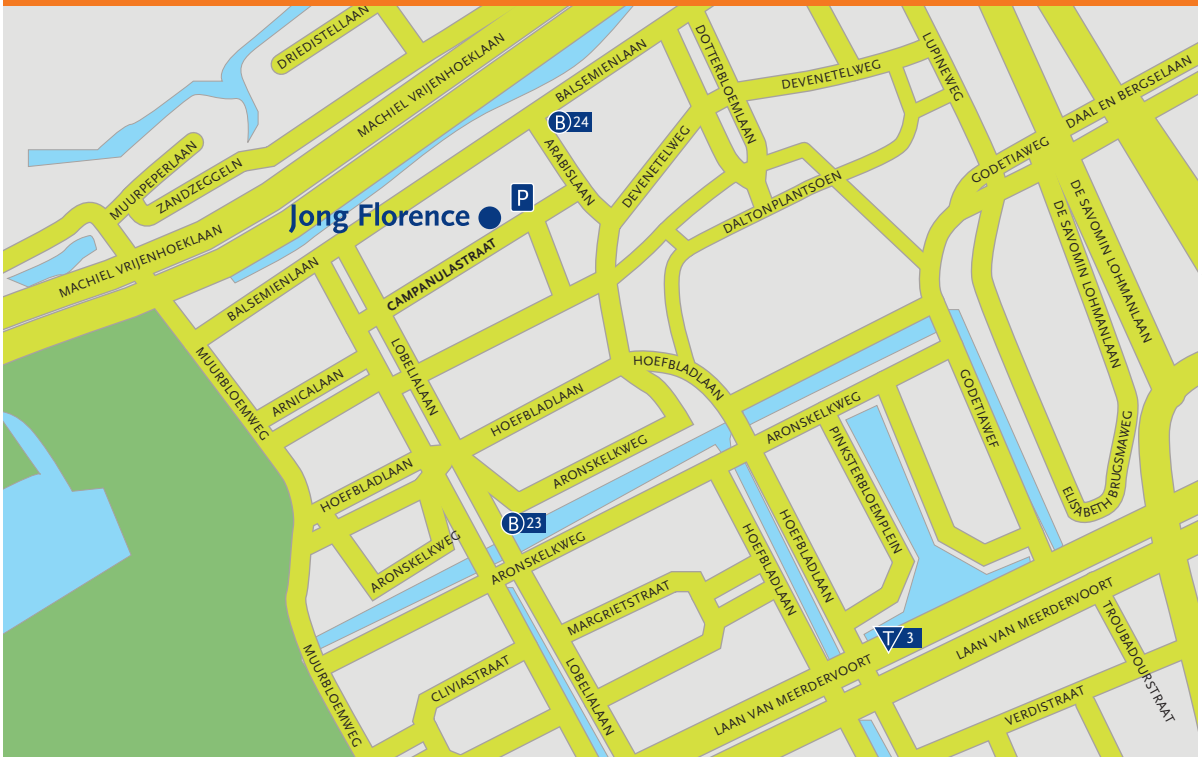 DRIEDISTELLAAN
MACHIEL VRIJENHOEKLAAN
BALSEMIENLAAN
DOTTERBLOEMLAAN
LUPINEWEG
DEVENETELWEG
DAAL EN BERGSELAAN
B 24
ARABISLAAN
GODETIAWEG
MUURPEPERLAAN
ZANDZEGGELN
DEVENETELWEG
DALTONPLANTSOEN
P
Jong Florence
DE SAVOMIN LOHMANLAAN
DE SAVOMIN LOHMANLAAN
MACHIEL VRIJENHOEKLAAN
BALSEMIENLAAN
CAMPANULASTRAAT
MUURBLOEMWEG
LOBELIALAAN
ARNICALAAN
HOEFBLADLAAN
HOEFBLADLAAN
GODETIAWEF
ARONSKELKWEG
PINKSTERBLOEMPLEIN
ELISABETH BRUGSMAWEG
HOEFBLADLAAN
ARONSKELKWEG
B 23
ARONSKELKWEG
ARONSKELKWEG
HOEFBLADLAAN
HOEFBLADLAAN
MARGRIETSTRAAT
T 3
LAAN VAN MEERDERVOORT
TROUBADOURSTRAAT
MUURBLOEMWEG
CLIVIASTRAAT
LOBELIALAAN
LAAN VAN MEERDERVOORT
VERDISTRAAT